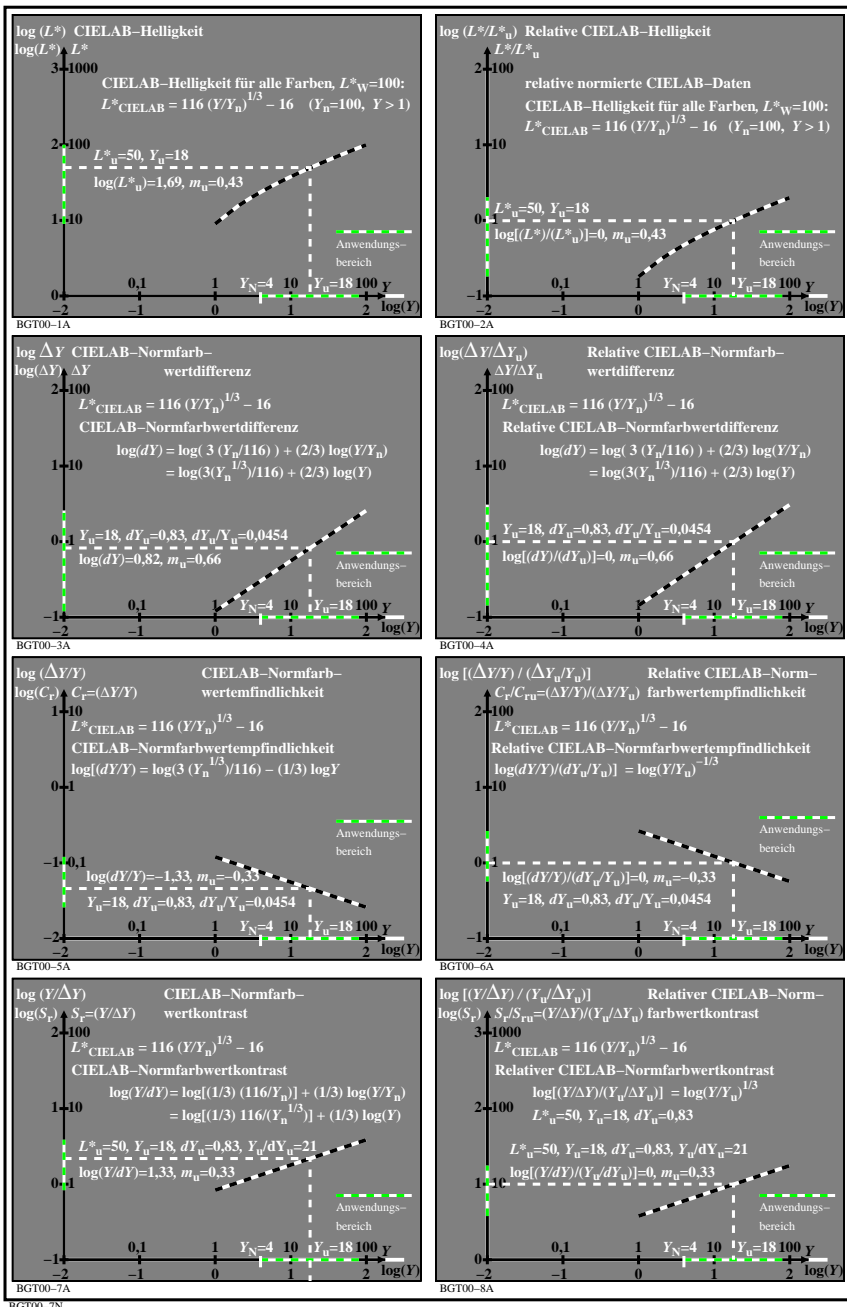 log (L*) CIELAB–Helligkeit
log(L*) L*
3 1000
CIELAB–Helligkeit für alle Farben, L*W=100:
L*CIELAB = 116 (Y/Yn)1/3 – 16 (Yn=100, Y > 1)
2 100
L*u=50, Yu=18
log(L*u)=1,69, mu=0,43
1 10
Anwendungs–
bereich
0,1 1 YN=4 10 Yu=18 100 Y
0
−2 −1 0 1 2 log(Y)
BGT00–1A
log (L*/L*u) Relative CIELAB–Helligkeit
L*/L*u
2 100
relative normierte CIELAB–Daten
CIELAB–Helligkeit für alle Farben, L*W=100:
L*CIELAB = 116 (Y/Yn)1/3 – 16 (Yn=100, Y > 1)
1 10
L*u=50, Yu=18
0 1
log[(L*)/(L*u)]=0, mu=0,43
Anwendungs–
bereich
0,1 1 YN=4 10 Yu=18 100 Y
−1
−2 −1 0 1 2 log(Y)
BGT00–2A
log ΔY CIELAB–Normfarb–
log(ΔY) ΔY wertdifferenz
2 100
L*CIELAB = 116 (Y/Yn)1/3 – 16
CIELAB–Normfarbwertdifferenz
log(dY) = log( 3 (Yn/116) ) + (2/3) log(Y/Yn)
1 10
= log(3(Yn1/3)/116) + (2/3) log(Y)
Yu=18, dYu=0,83, dYu/Yu=0,0454
0 1
log(dY)=0,82, mu=0,66
Anwendungs–
bereich
0,1 1 YN=4 10 Yu=18 100 Y
−1
−2 −1 0 1 2 log(Y)
BGT00–3A
log(ΔY/ΔYu) Relative CIELAB–Normfarb–
ΔY/ΔYu wertdifferenz
2 100
L*CIELAB = 116 (Y/Yn)1/3 – 16
Relative CIELAB–Normfarbwertdifferenz
log(dY) = log( 3 (Yn/116) ) + (2/3) log(Y/Yn)
1 10
= log(3(Yn1/3)/116) + (2/3) log(Y)
Yu=18, dYu=0,83, dYu/Yu=0,0454
0 1
log[(dY)/(dYu)]=0, mu=0,66
Anwendungs–
bereich
0,1 1 YN=4 10 Yu=18 100 Y
−1
−2 −1 0 1 2 log(Y)
BGT00–4A
log (ΔY/Y) CIELAB–Normfarb–
log(Cr) Cr=(ΔY/Y) wertemfindlichkeit
1 10
L*CIELAB = 116 (Y/Yn)1/3 – 16
CIELAB–Normfarbwertempfindlichkeit
log[(dY/Y) = log(3 (Yn1/3)/116) – (1/3) logY
0 1
Anwendungs–
bereich
−1 0,1
log(dY/Y)=−1,33, mu=−0,33
Yu=18, dYu=0,83, dYu/Yu=0,0454
0,1 1 YN=4 10 Yu=18 100 Y
−2
−2 −1 0 1 2 log(Y)
BGT00–5A
log [(ΔY/Y) / (ΔYu/Yu)] Relative CIELAB–Norm–
Cr/Cru=(ΔY/Y)/(ΔY/Yu) farbwertempfindlichkeit
2 100
L*CIELAB = 116 (Y/Yn)1/3 – 16
Relative CIELAB–Normfarbwertempfindlichkeit
log(dY/Y)/(dYu/Yu)] = log(Y/Yu)−1/3
1 10
Anwendungs–
bereich
0 1
log[(dY/Y)/(dYu/Yu)]=0, mu=−0,33
Yu=18, dYu=0,83, dYu/Yu=0,0454
0,1 1 YN=4 10 Yu=18 100 Y
−1
−2 −1 0 1 2 log(Y)
BGT00–6A
log (Y/ΔY) CIELAB–Normfarb–
log(Sr) Sr=(Y/ΔY) wertkontrast
2 100
L*CIELAB = 116 (Y/Yn)1/3 – 16
CIELAB–Normfarbwertkontrast
log(Y/dY) = log[(1/3) (116/Yn)] + (1/3) log(Y/Yn)
1 10
= log[(1/3) 116/(Yn1/3)] + (1/3) log(Y)
L*u=50, Yu=18, dYu=0,83, Yu/dYu=21
0 1
log(Y/dY)=1,33, mu=0,33
Anwendungs–
bereich
0,1 1 YN=4 10 Yu=18 100 Y
−1
−2 −1 0 1 2 log(Y)
BGT00–7A
log [(Y/ΔY) / (Yu/ΔYu)] Relativer CIELAB–Norm–
log(Sr) Sr/Sru=(Y/ΔY)/(Yu/ΔYu) farbwertkontrast
3 1000
L*CIELAB = 116 (Y/Yn)1/3 – 16
Relativer CIELAB–Normfarbwertkontrast
log[(Y/ΔY)/(Yu/ΔYu)] = log(Y/Yu)1/3
2 100
L*u=50, Yu=18, dYu=0,83
L*u=50, Yu=18, dYu=0,83, Yu/dYu=21
log[(Y/dY)/(Yu/dYu)]=0, mu=0,33
1 10
Anwendungs–
bereich
0,1 1 YN=4 10 Yu=18 100 Y
0
−2 −1 0 1 2 log(Y)
BGT00–8A
BGT00–7N